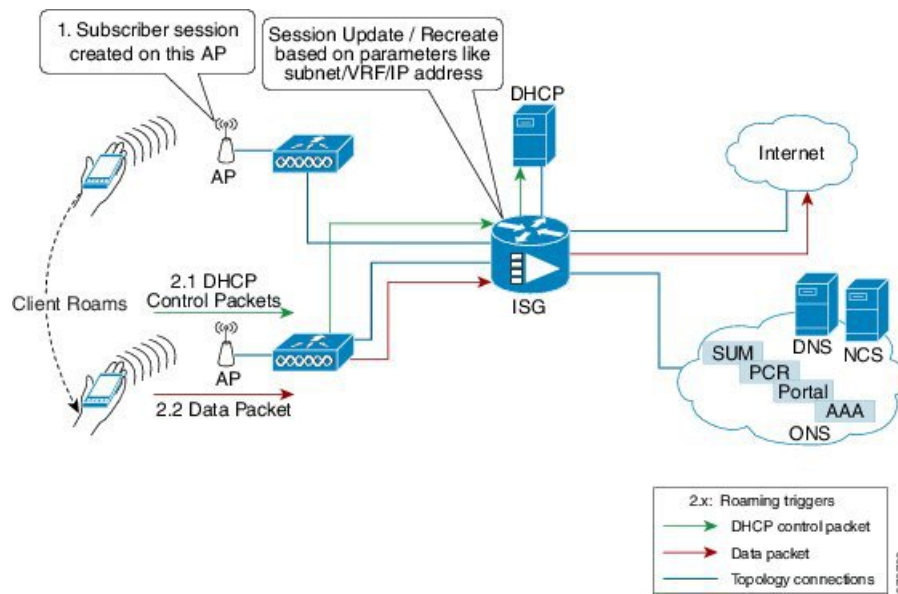 1. Subscriber session
created on this AP
Session Update / Recreate
based on parameters like
subnet/VRF/IP address
DHCP
AP
Internet
Client Roams
2.1 DHCP
Control Packets
AP
2.2 Data Packet
ISG
DNS
NCS
SUM
PCR
Portal
AAA
ONS
2.x: Roaming triggers
DHCP control packet
Data packet
Topology connections